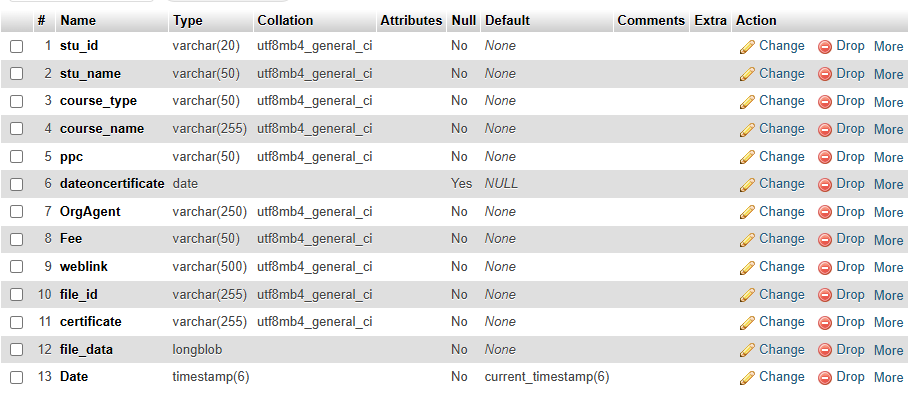 # Name Type Collation Attributes Null Default Comments Extra Action
1 stu_id varchar(20) utf8mb4_general_ci No None Change Drop More
2 stu_name varchar(50) utf8mb4_general_ci No None Change Drop More
3 course_type varchar(50) utf8mb4_general_ci No None Change Drop More
4 course_name varchar(255) utf8mb4_general_ci No None Change Drop More
5 ppc varchar(50) utf8mb4_general_ci No None Change Drop More
6 dateoncertificate date Yes NULL Change Drop More
7 OrgAgent varchar(250) utf8mb4_general_ci No None Change Drop More
8 Fee varchar(50) utf8mb4_general_ci No None Change Drop More
9 weblink varchar(500) utf8mb4_general_ci No None Change Drop More
10 file_id varchar(255) utf8mb4_general_ci No None Change Drop More
11 certificate varchar(255) utf8mb4_general_ci No None Change Drop More
12 file_data longblob No None Change Drop More
13 Date timestamp(6) No current_timestamp(6) Change Drop More